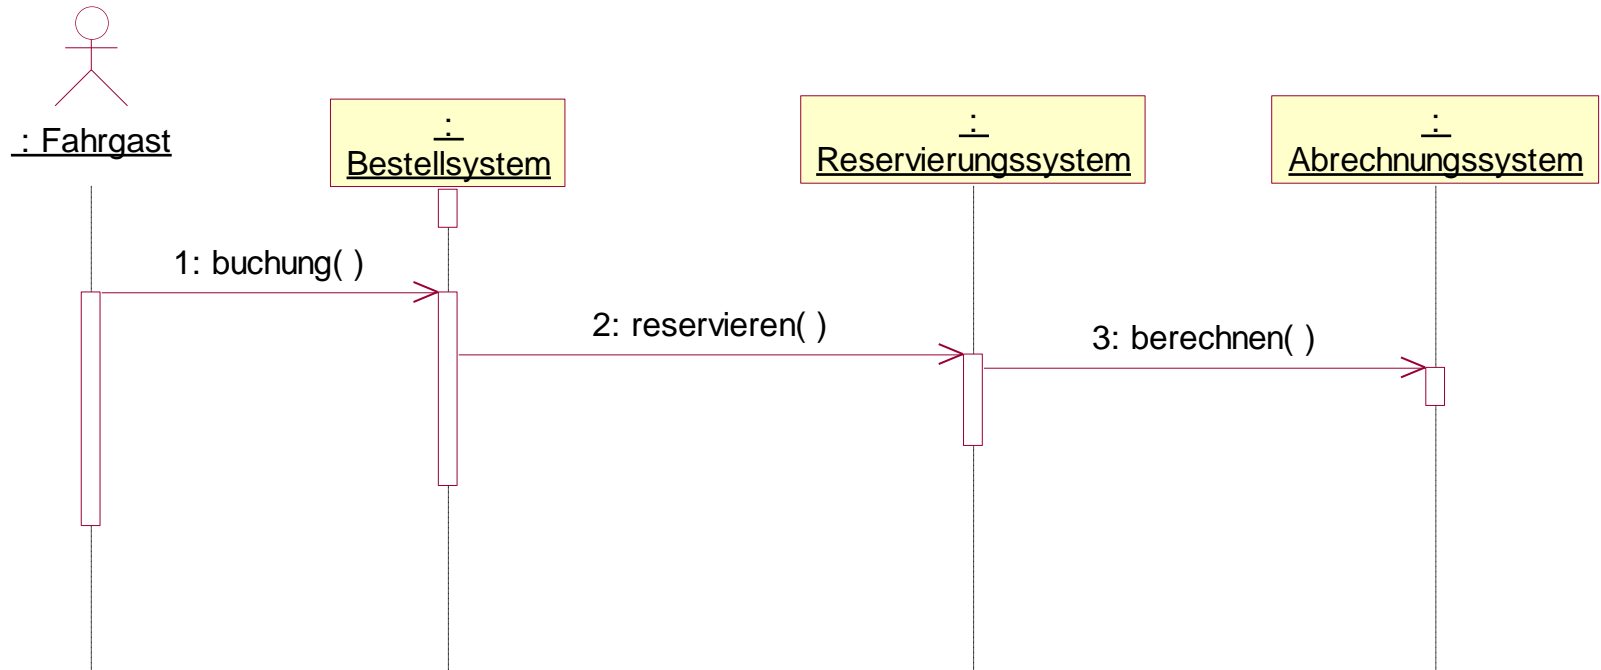 : Fahrgast
:
Bestellsystem
:
Reservierungssystem
:
Abrechnungssystem
1: buchung( )
2: reservieren( )
3: berechnen( )